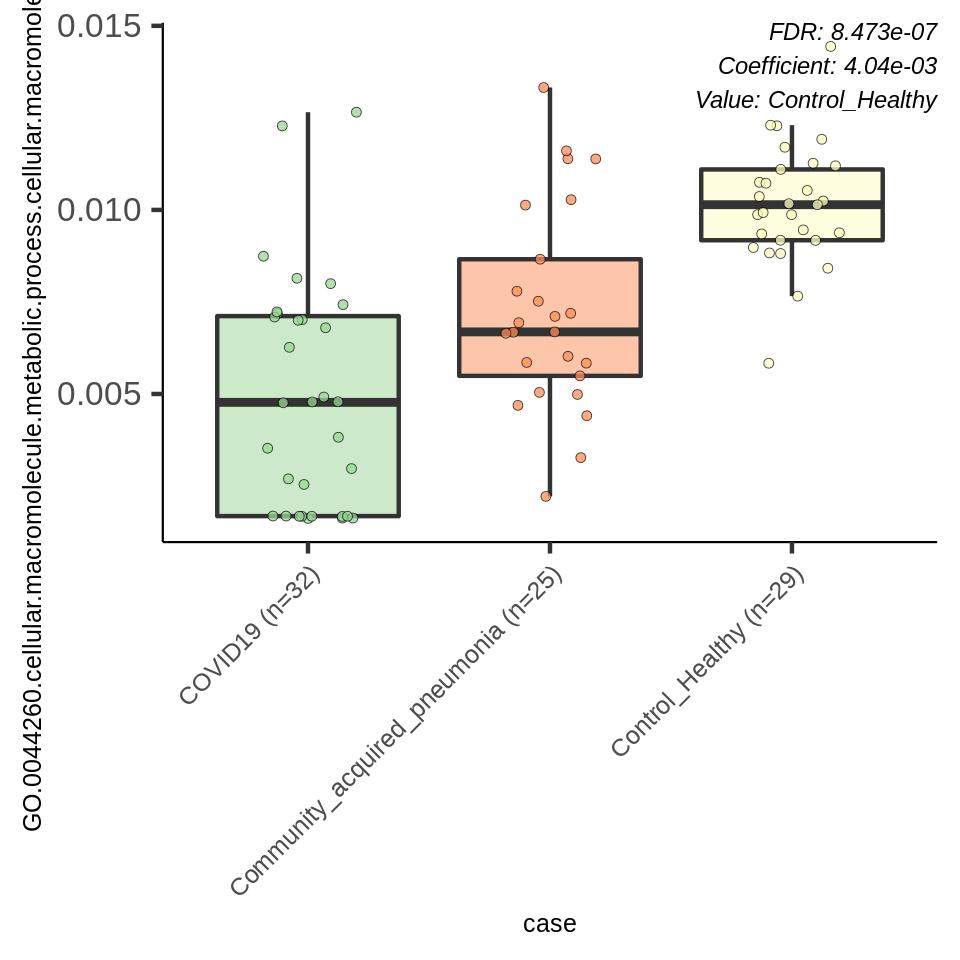 GO.0044260.cellular.macromolecule.metabolic.process.cellular.macromole
0.015
0.010
0.005
FDR: 8.473e-07
Coefficient: 4.04e-03
Value: Control_Healthy
COVID19 (n=32)
Community_acquired_pneumonia (n=25)
Control_Healthy (n=29)
case